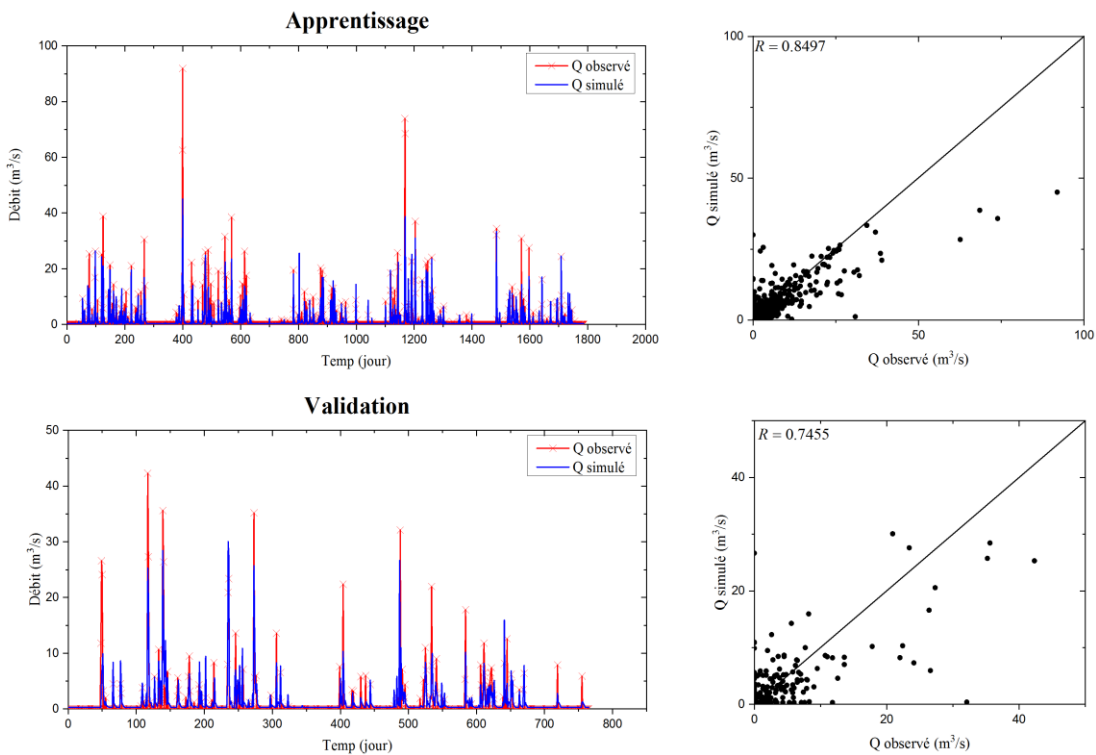 Apprentissage
Débit (m³/s)
100
80
60
40
20
0
Q observé
Q simulé
0 200 400 600 800 1000 1200 1400 1600 1800 2000
Temp (jour)
R = 0.8497
Q simulé (m³/s)
100
50
0
0 25 50 75 100
Q observé (m³/s)
Validation
Débit (m³/s)
50
40
30
20
10
0
Q observé
Q simulé
0 100 200 300 400 500 600 700 800
Temp (jour)
R = 0.7455
Q simulé (m³/s)
40
20
0
0 20 40
Q observé (m³/s)